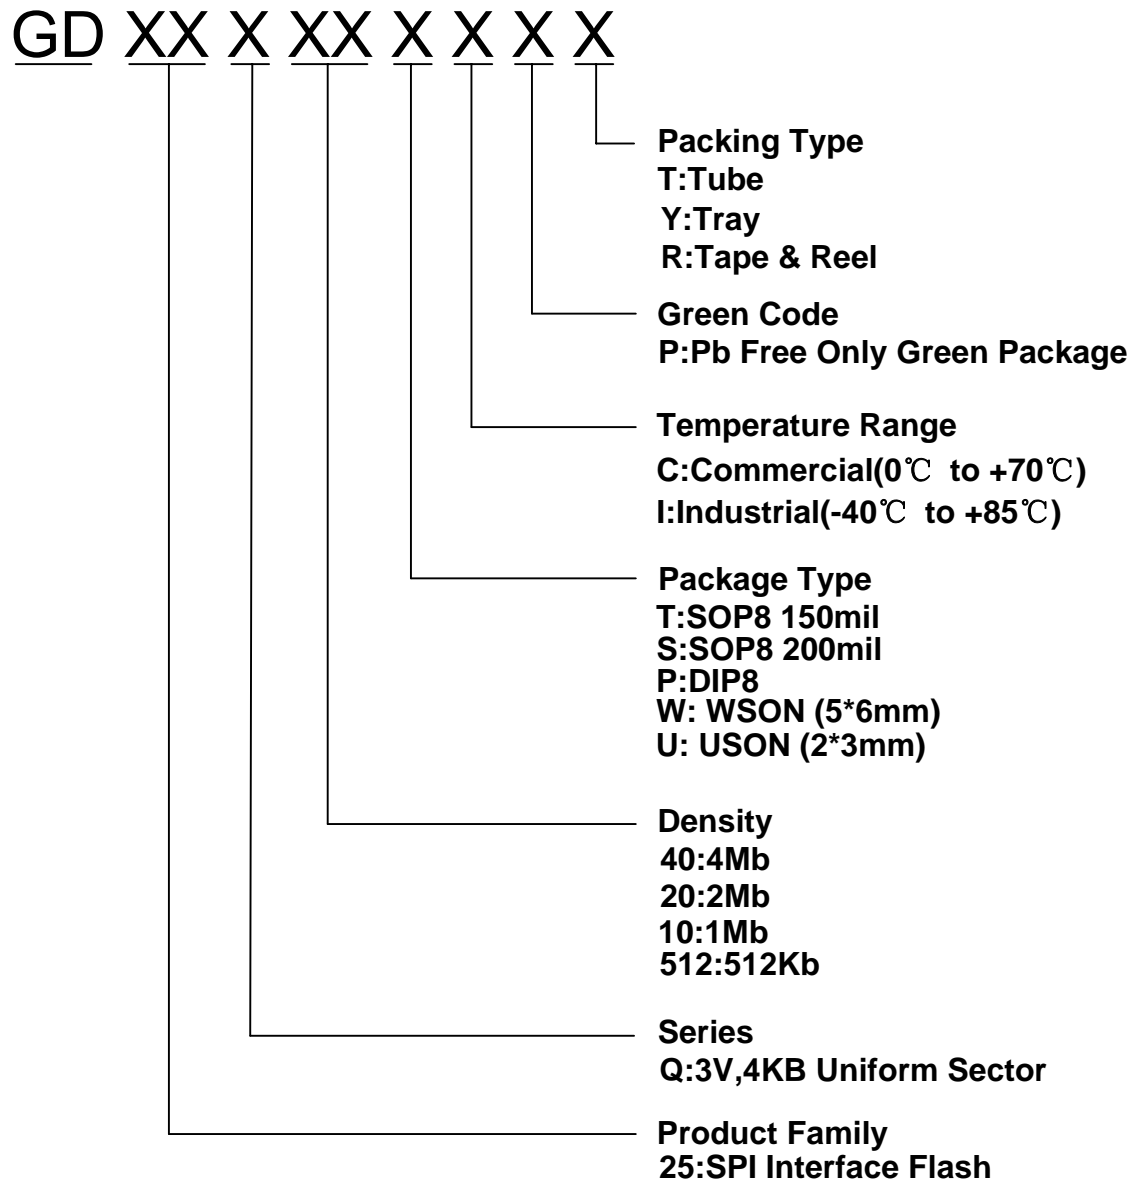 GD XX X XX X X X X
Packing Type
T:Tube
Y:Tray
R:Tape & Reel
Green Code
P:Pb Free Only Green Package
Temperature Range
C:Commercial(0℃ to +70℃)
I:Industrial(-40℃ to +85℃)
Package Type
T:SOP8 150mil
S:SOP8 200mil
P:DIP8
W: WSON (5*6mm)
U: USON (2*3mm)
Density
40:4Mb
20:2Mb
10:1Mb
512:512Kb
Series
Q:3V,4KB Uniform Sector
Product Family
25:SPI Interface Flash